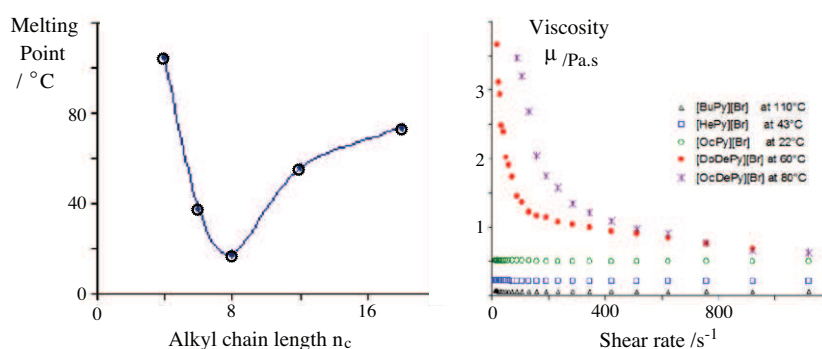 Melting
Point
/ °C
80
40
0
0
8
16
Alkyl chain length nc
Viscosity
μ /Pa.s
3
2
1
[BuPy][Br] at 110°C
[HePy][Br] at 43°C
[OcPy][Br] at 22°C
[DoDePy][Br] at 60°C
[OcDePy][Br] at 80°C
0
400
800
Shear rate /s-1